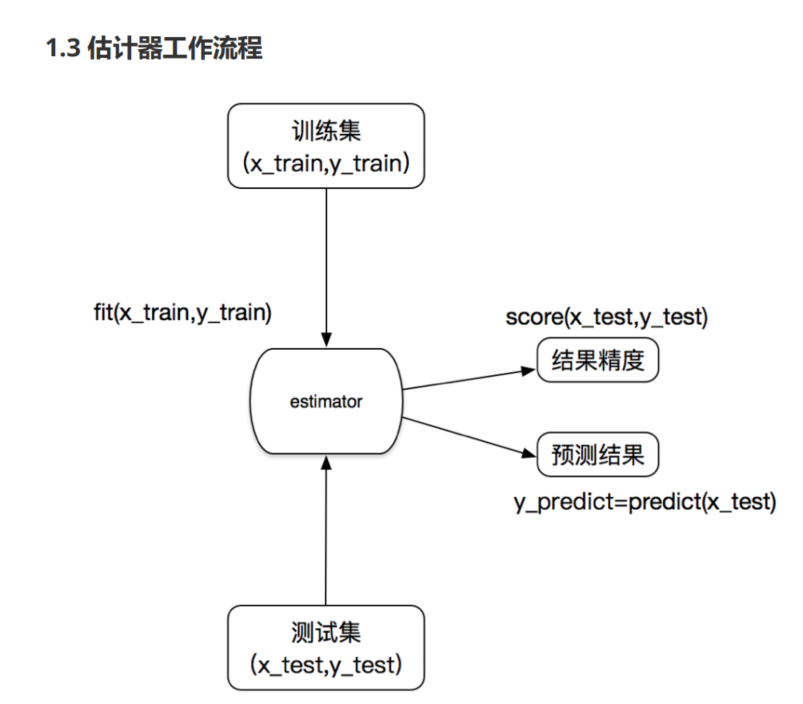 1.3 估计器工作流程
训练集
(x_train,y_train)
fit(x_train,y_train)
score(x_test,y_test)
结果精度
estimator
预测结果
y_predict=predict(x_test)
测试集
(x_test,y_test)